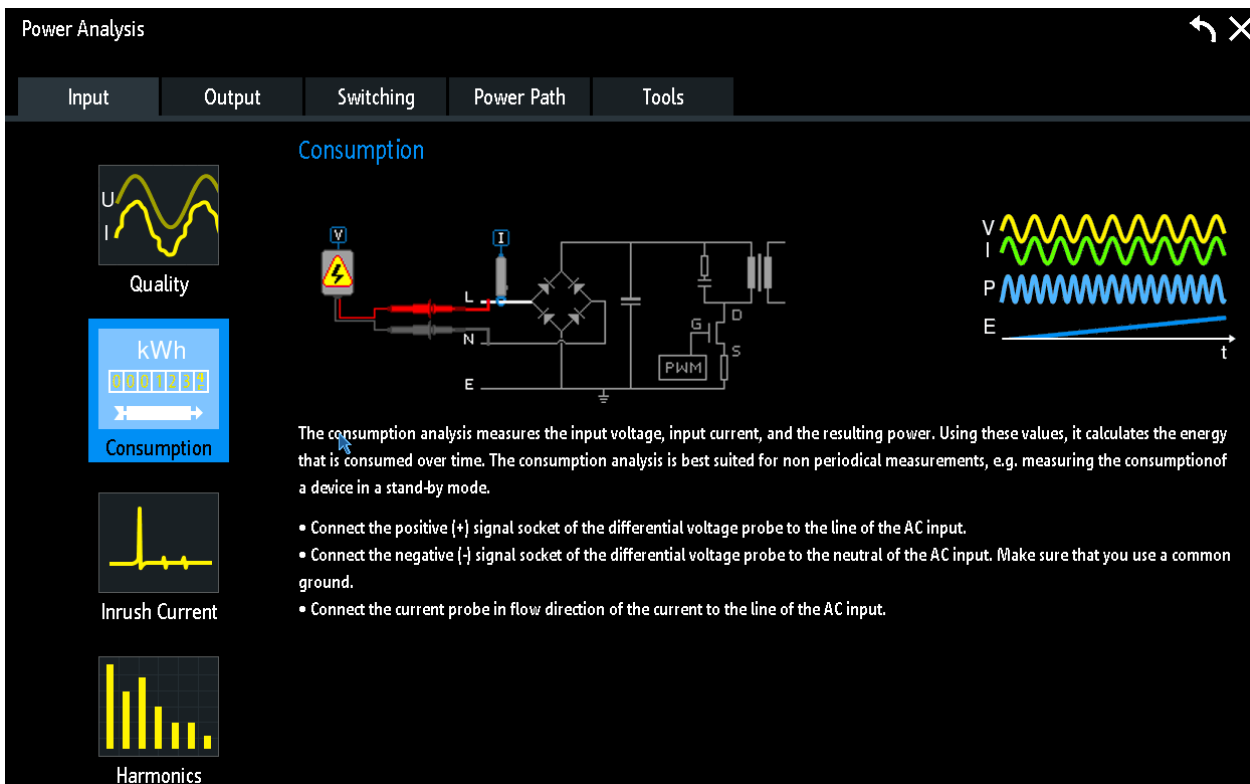 Power Analysis
Input Output Switching Power Path Tools
Consumption
U
I
Quality
kWh
Consumption
Inrush Current
Harmonics
V
I
L
N
E
G
D
S
PWM
V
I
P
E
t
The consumption analysis measures the input voltage, input current, and the resulting power. Using these values, it calculates the energy
that is consumed over time. The consumption analysis is best suited for non periodical measurements, e.g. measuring the consumptionof
a device in a stand-by mode.
• Connect the positive (+) signal socket of the differential voltage probe to the line of the AC input.
• Connect the negative (-) signal socket of the differential voltage probe to the neutral of the AC input. Make sure that you use a common
ground.
• Connect the current probe in flow direction of the current to the line of the AC input.